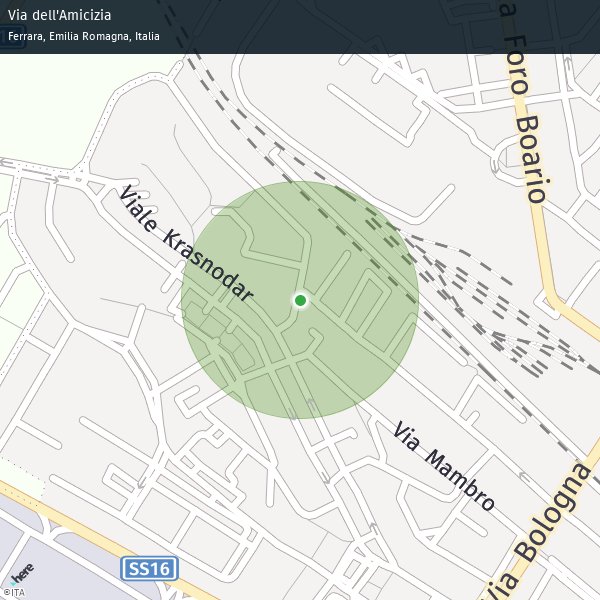 Via dell'Amicizia
Ferrara, Emilia Romagna, Italia
Foro Boario
Viale Krasnodar
Via Mambro
Via Bologna
SS16
here
©ITA